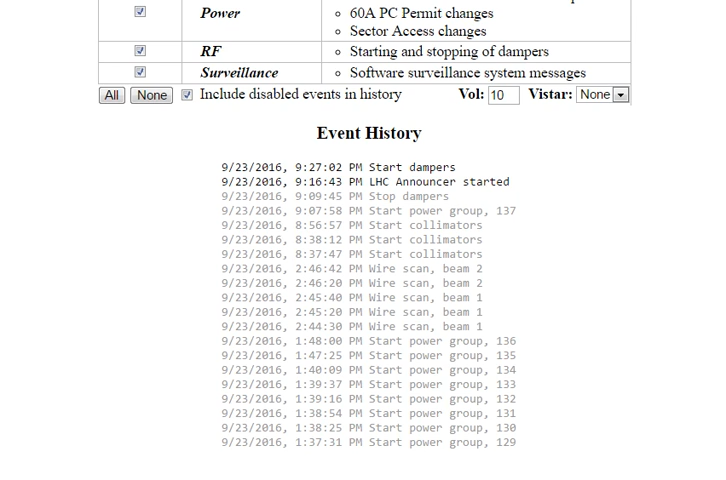 Power
60A PC Permit changes
Sector Access changes
RF
Starting and stopping of dampers
Surveillance
Software surveillance system messages
All None Include disabled events in history Vol: 10 Vistar: None
Event History
9/23/2016, 9:27:02 PM Start dampers
9/23/2016, 9:16:43 PM LHC Announcer started
9/23/2016, 9:09:45 PM Stop dampers
9/23/2016, 9:07:58 PM Start power group, 137
9/23/2016, 8:56:57 PM Start collimators
9/23/2016, 8:38:12 PM Start collimators
9/23/2016, 8:37:47 PM Start collimators
9/23/2016, 2:46:42 PM Wire scan, beam 2
9/23/2016, 2:46:20 PM Wire scan, beam 2
9/23/2016, 2:45:40 PM Wire scan, beam 1
9/23/2016, 2:45:20 PM Wire scan, beam 1
9/23/2016, 2:44:30 PM Wire scan, beam 1
9/23/2016, 1:48:00 PM Start power group, 136
9/23/2016, 1:47:25 PM Start power group, 135
9/23/2016, 1:40:09 PM Start power group, 134
9/23/2016, 1:39:37 PM Start power group, 133
9/23/2016, 1:39:16 PM Start power group, 132
9/23/2016, 1:38:54 PM Start power group, 131
9/23/2016, 1:38:25 PM Start power group, 130
9/23/2016, 1:37:31 PM Start power group, 129